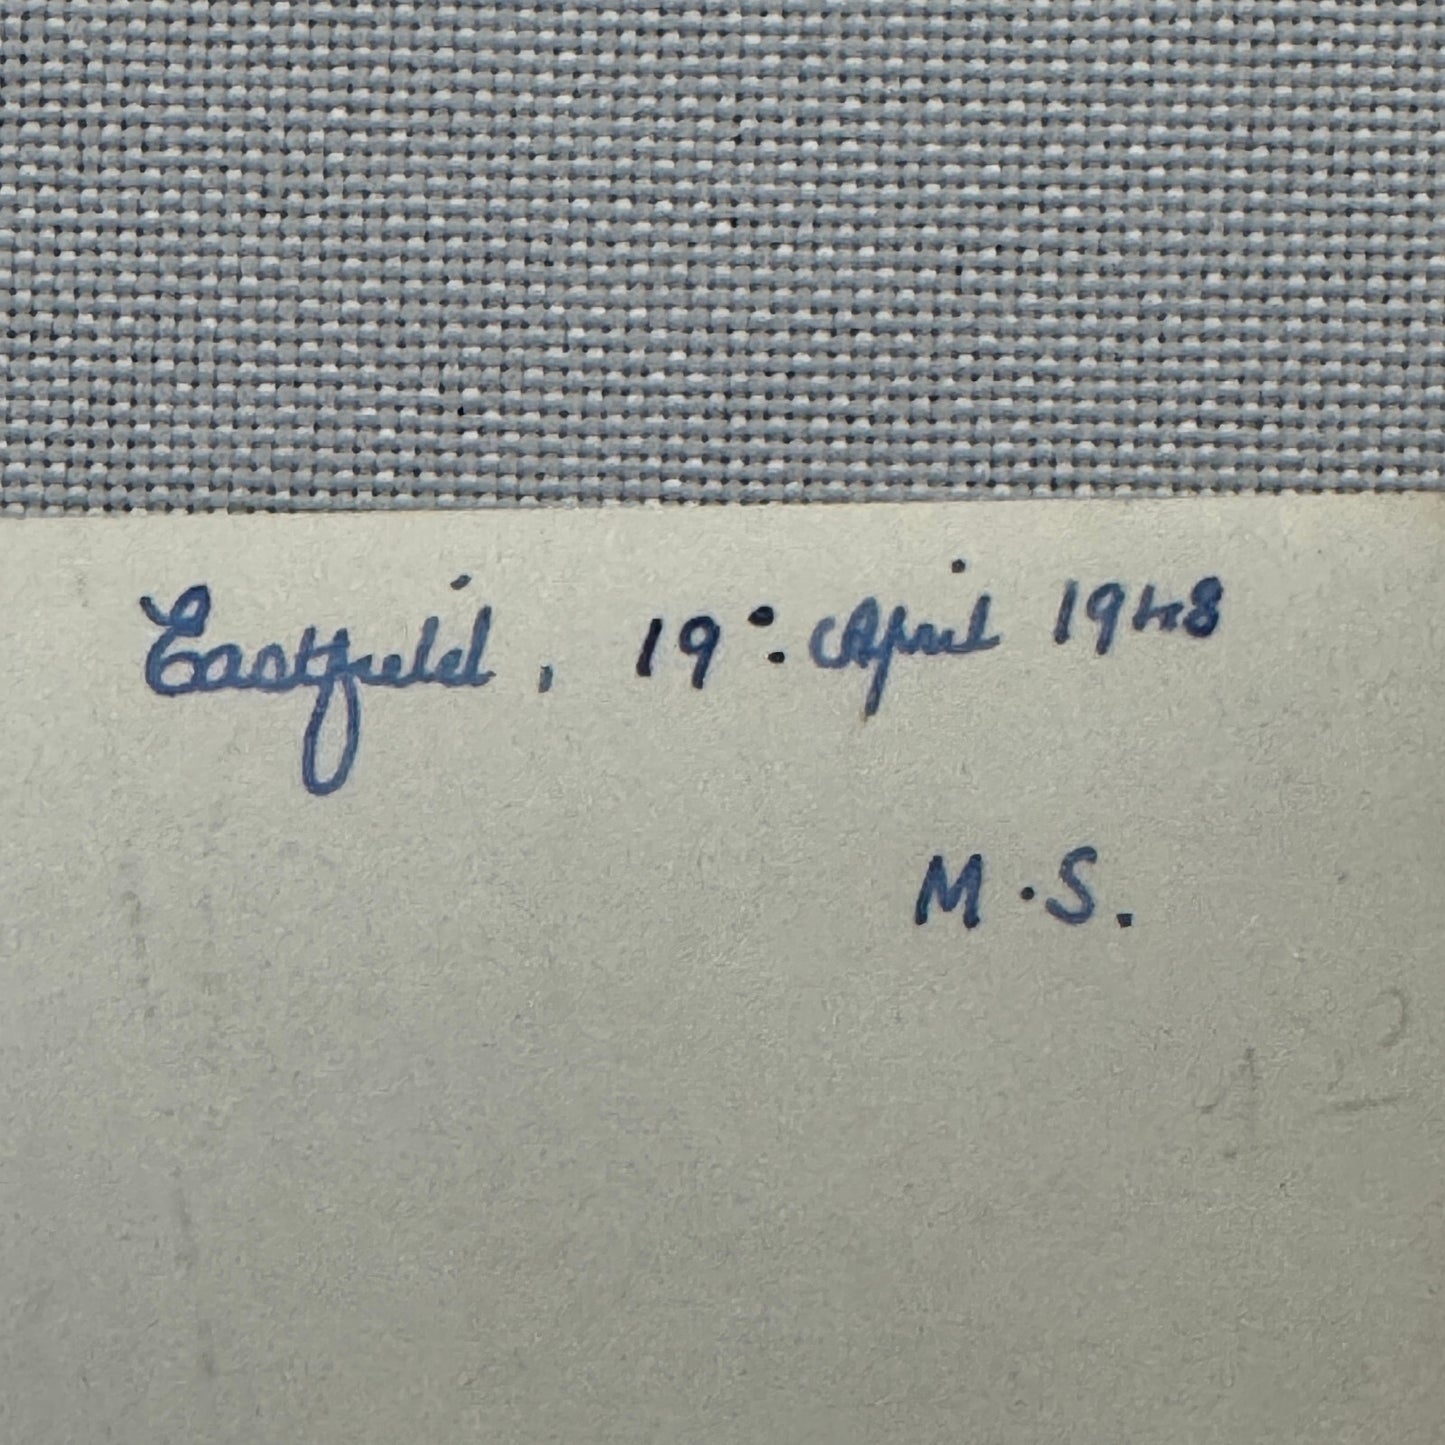 Eastfield, 19: April 1948
M.S.